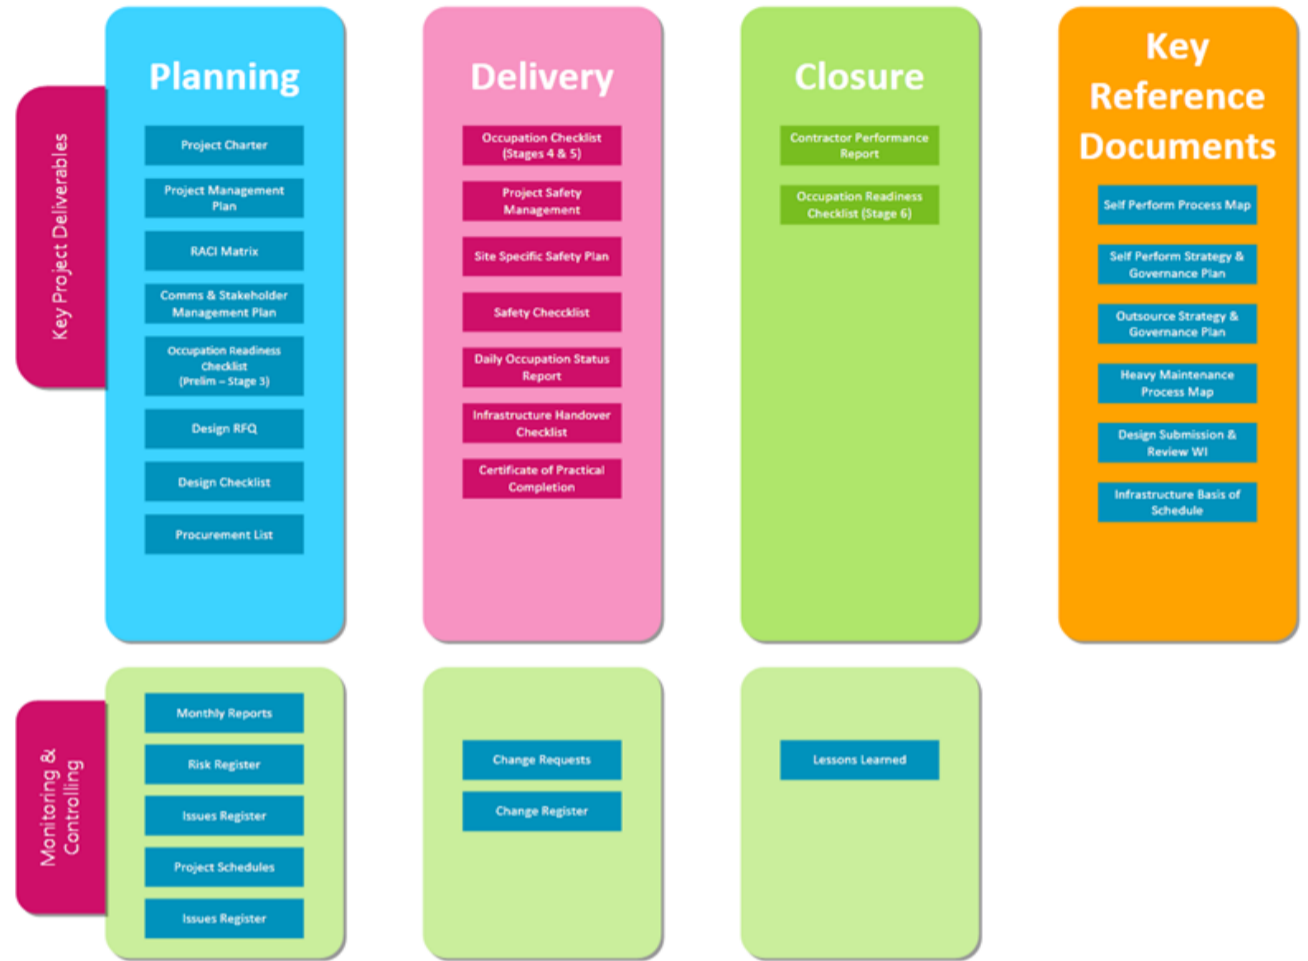 Key Project Deliverables
Planning
Project Charter
Project Management
Plan
RACI Matrix
Comms & Stakeholder
Management Plan
Occupation Readiness
Checklist
(Prelim – Stage 3)
Design RFQ
Design Checklist
Procurement List
Delivery
Occupation Checklist
(Stages 4 & 5)
Project Safety
Management
Site Specific Safety Plan
Safety Checcklist
Daily Occupation Status
Report
Infrastructure Handover
Checklist
Certificate of Practical
Completion
Closure
Contractor Performance
Report
Occupation Readiness
Checklist (Stage 6)
Key
Reference
Documents
Self Perform Process Map
Self Perform Strategy &
Governance Plan
Outsource Strategy &
Governance Plan
Heavy Maintenance
Process Map
Design Submission &
Review WI
Infrastructure Basis of
Schedule
Monitoring &
Controlling
Monthly Reports
Risk Register
Issues Register
Project Schedules
Issues Register
Change Requests
Change Register
Lessons Learned